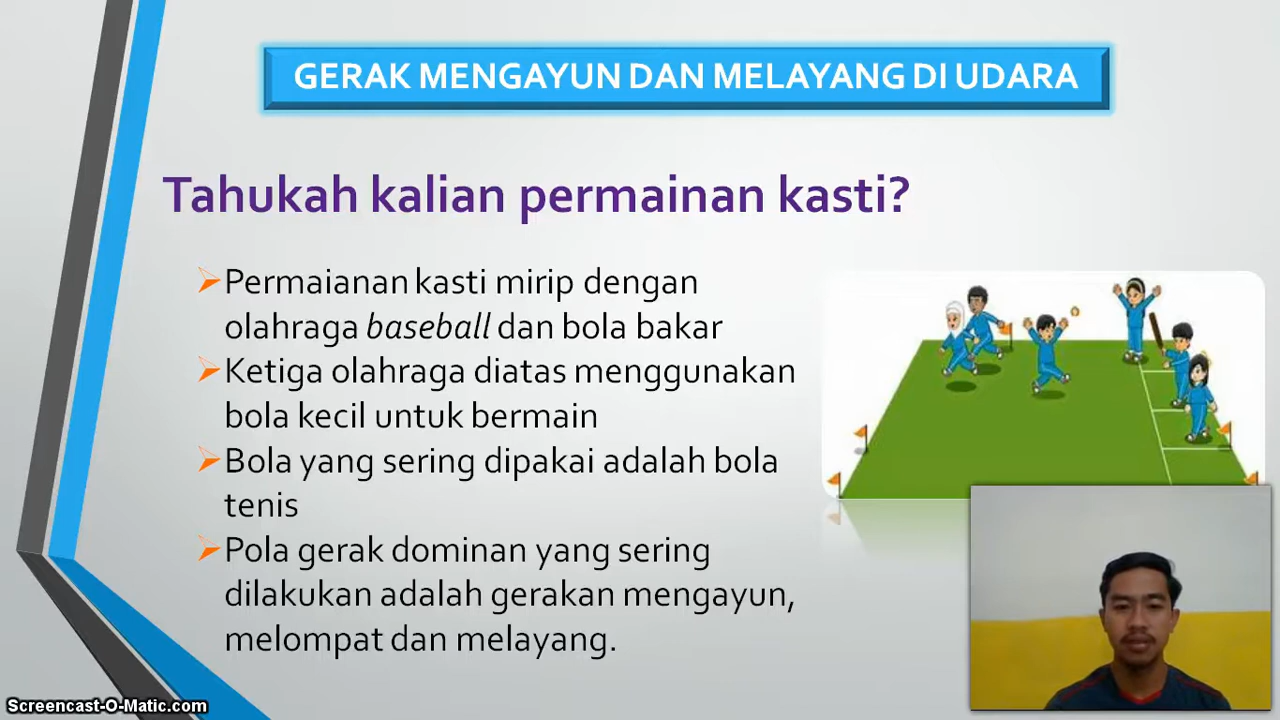 GERAK MENGAYUN DAN MELAYANG DI UDARA
Tahukah kalian permainan kasti?
Permaianan kasti mirip dengan
olahraga baseball dan bola bakar
Ketiga olahraga diatas menggunakan
bola kecil untuk bermain
Bola yang sering dipakai adalah bola
tenis
Pola gerak dominan yang sering
dilakukan adalah gerakan mengayun,
melompat dan melayang.
Screencast-O-Matic.com